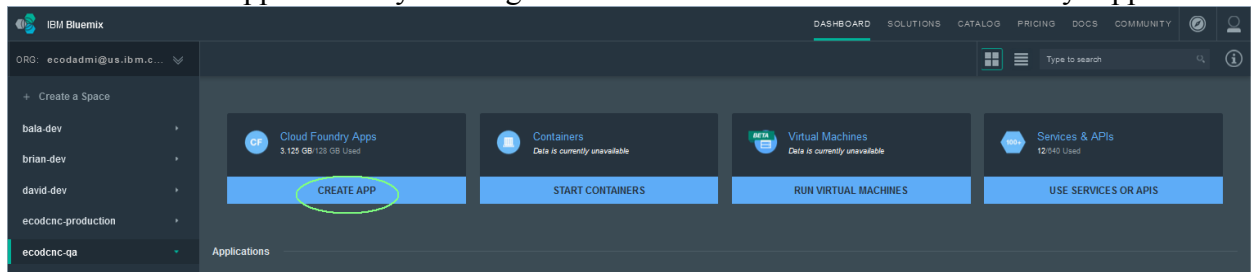 IBM Bluemix
DASHBOARD SOLUTIONS CATALOG PRICING DOCS COMMUNITY
ORG: ecodadmi@us.ibm.c...
Type to search
+ Create a Space
bala-dev
brian-dev
david-dev
ecodcnc-production
ecodcnc-qa
CF
Cloud Foundry Apps
3.125 GB/128 GB Used
CREATE APP
Containers
Data is currently unavailable
START CONTAINERS
BETA
Virtual Machines
Data is currently unavailable
RUN VIRTUAL MACHINES
100+
Services & APIs
12/640 Used
USE SERVICES OR APIS
Applications